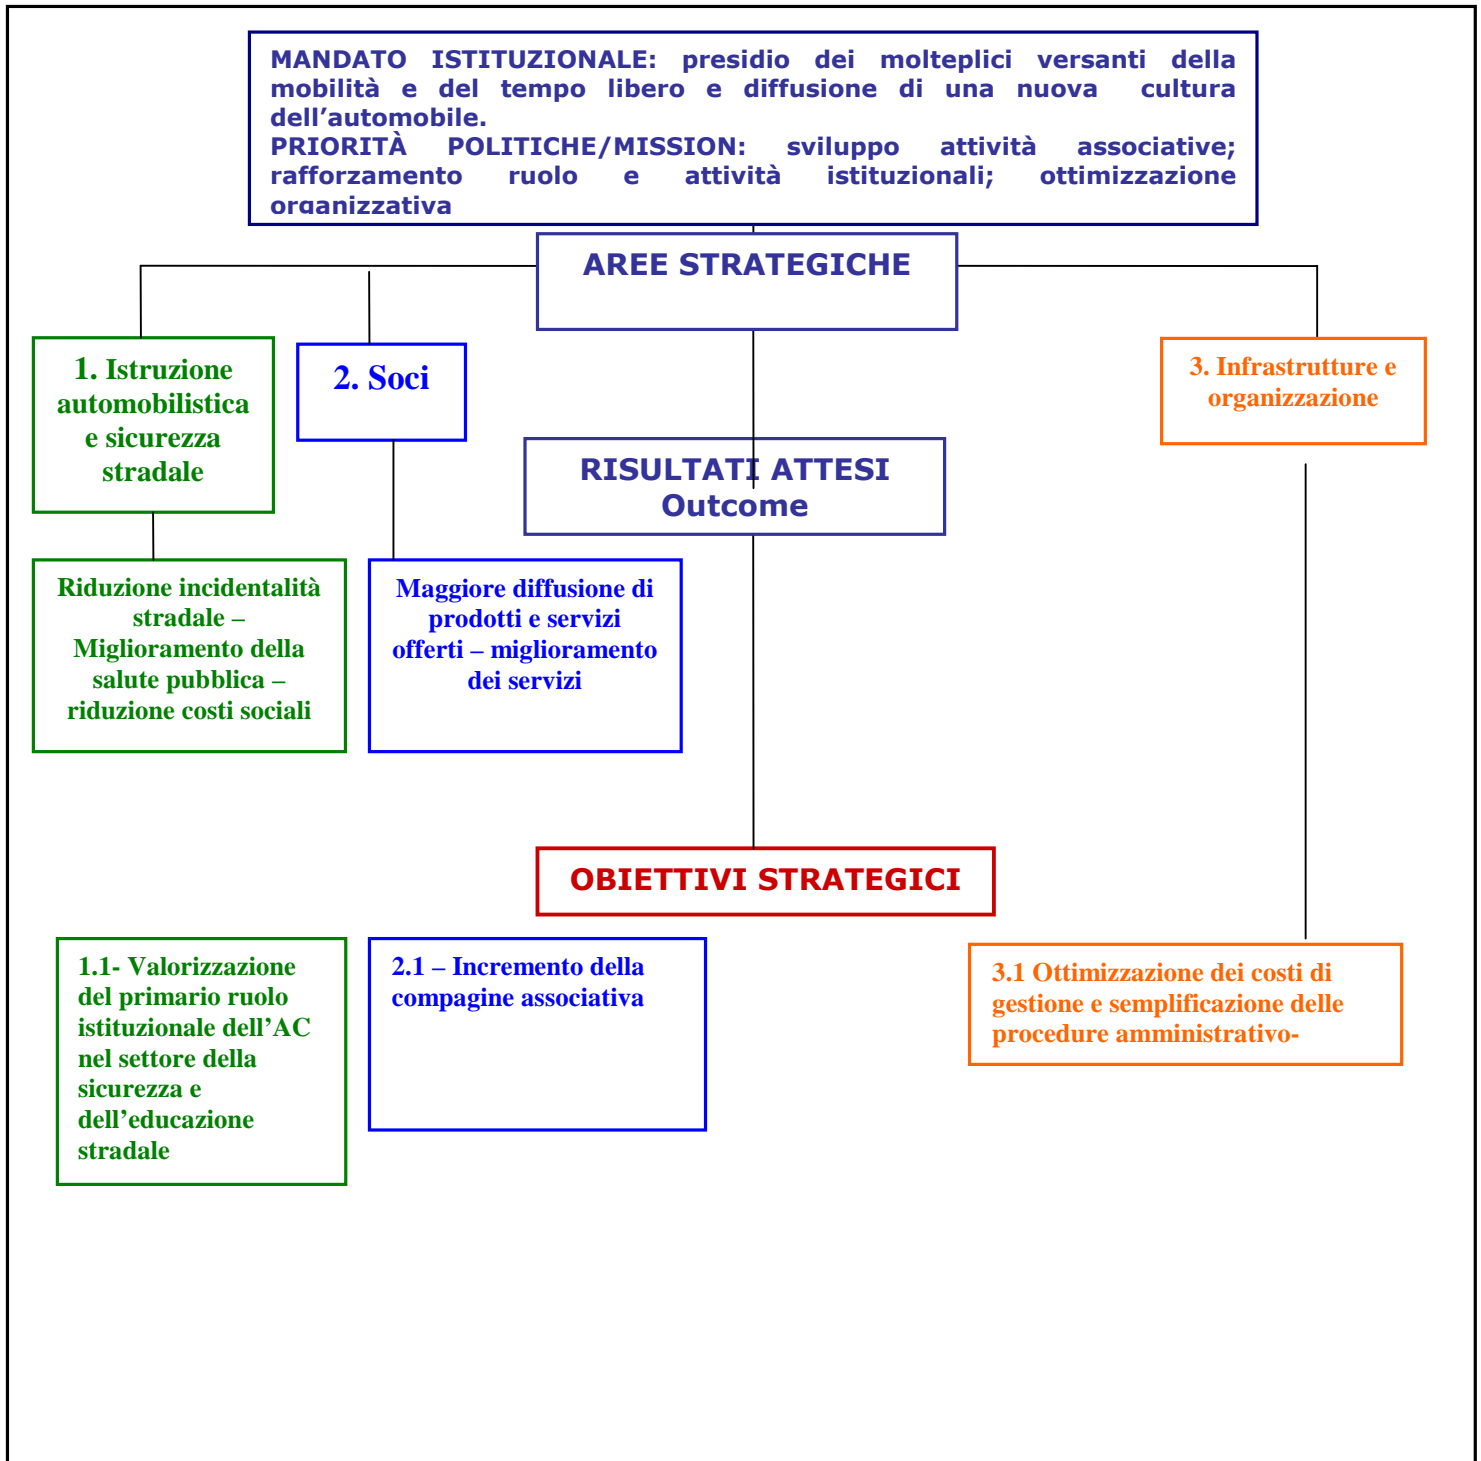 MANDATO ISTITUZIONALE: presidio dei molteplici versanti della
mobilità e del tempo libero e diffusione di una nuova cultura
dell’automobile.
PRIORITÀ POLITICHE/MISSION: sviluppo attività associative;
rafforzamento ruolo e attività istituzionali; ottimizzazione
organizzativa
AREE STRATEGICHE
1. Istruzione
automobilistica
e sicurezza
stradale
2. Soci
3. Infrastrutture e
organizzazione
RISULTATI ATTESI
Outcome
Riduzione incidentalità
stradale –
Miglioramento della
salute pubblica –
riduzione costi sociali
Maggiore diffusione di
prodotti e servizi
offerti – miglioramento
dei servizi
OBIETTIVI STRATEGICI
1.1- Valorizzazione
del primario ruolo
istituzionale dell’AC
nel settore della
sicurezza e
dell’educazione
stradale
2.1 – Incremento della
compagine associativa
3.1 Ottimizzazione dei costi di
gestione e semplificazione delle
procedure amministrativo-